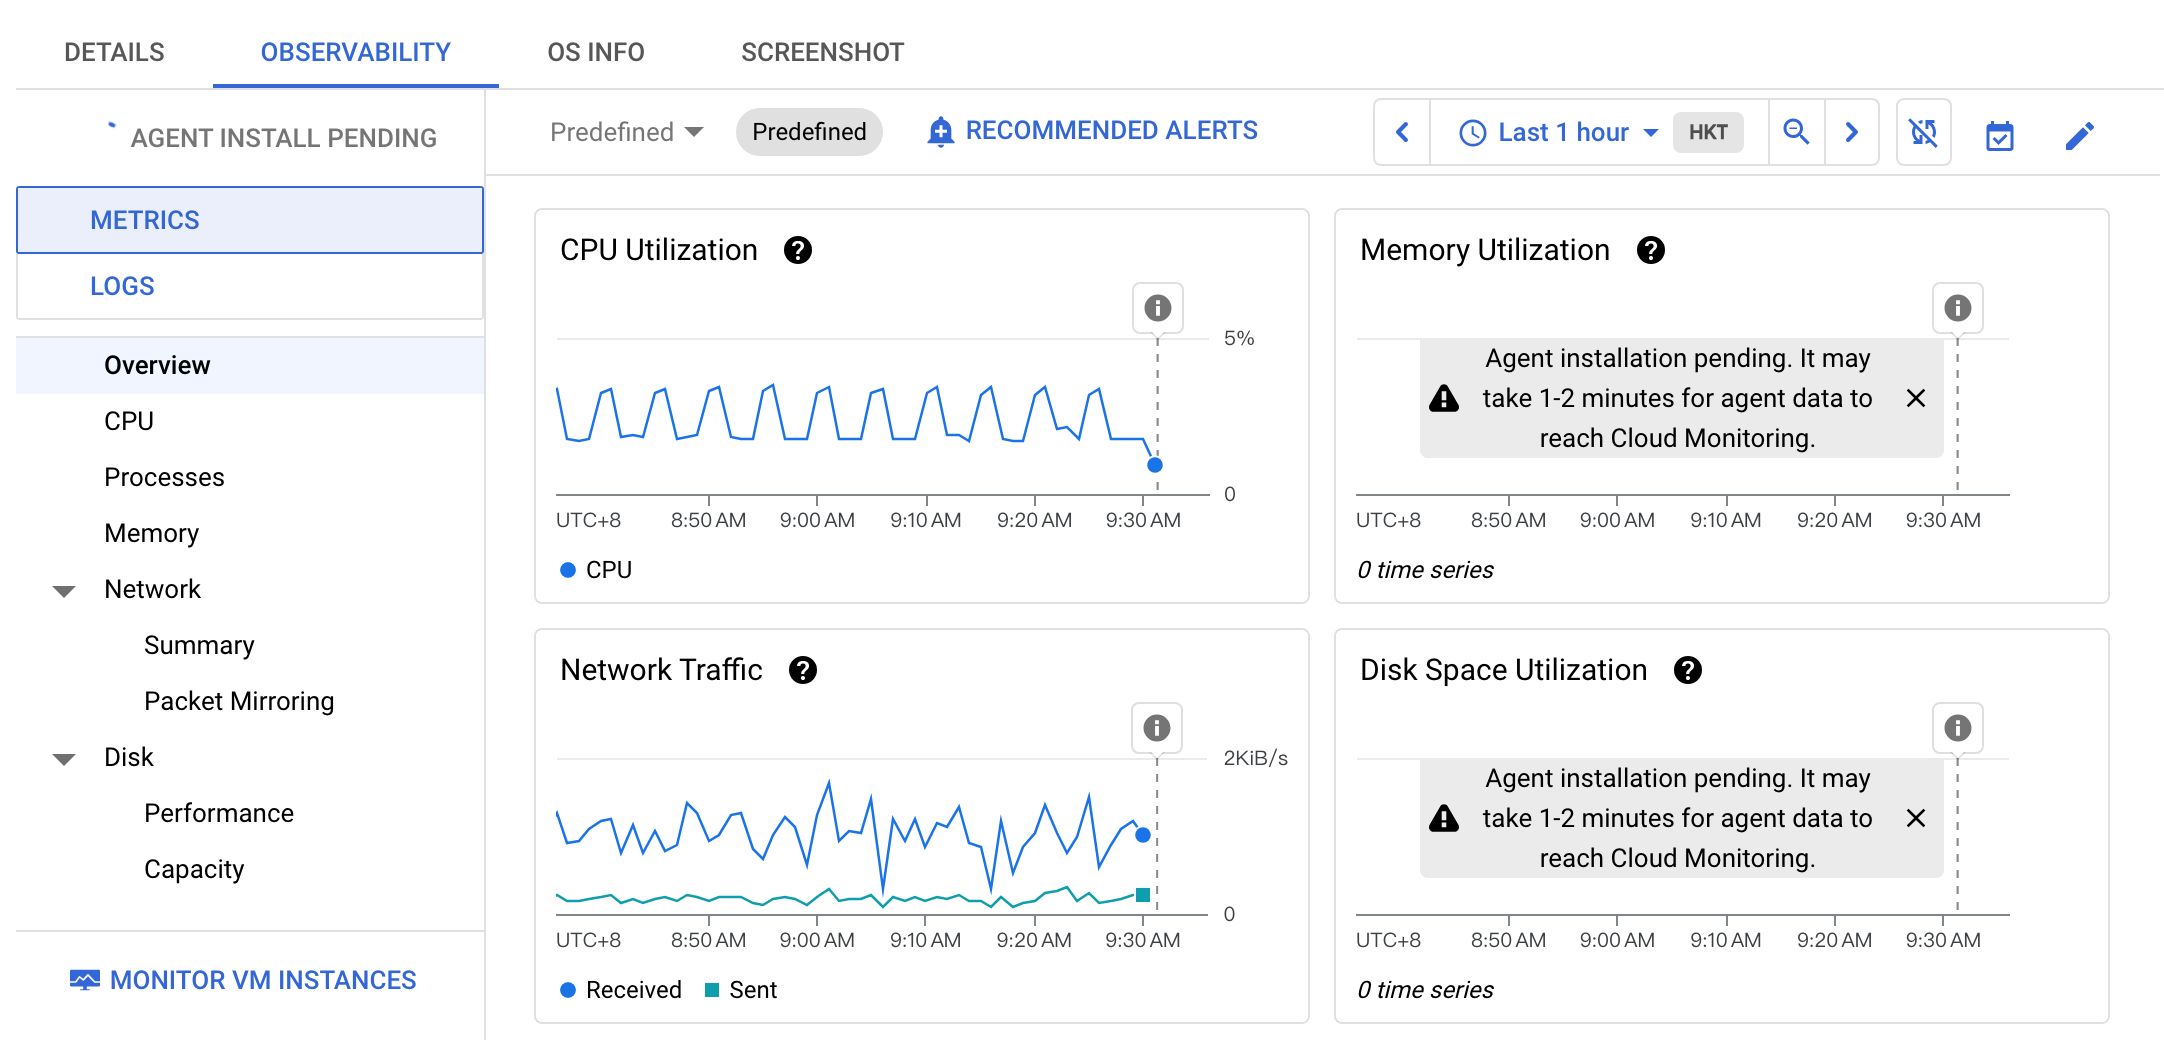 DETAILS
OBSERVABILITY
OS INFO
SCREENSHOT
AGENT INSTALL PENDING
METRICS
LOGS
Overview
CPU
Processes
Memory
Network
Summary
Packet Mirroring
Disk
Performance
Capacity
MONITOR VM INSTANCES
Predefined
Predefined
RECOMMENDED ALERTS
Last 1 hour
HKT
CPU Utilization
5%
0
UTC+8 8:50 AM 9:00 AM 9:10 AM 9:20 AM 9:30 AM
CPU
Memory Utilization
Agent installation pending. It may
take 1-2 minutes for agent data to
reach Cloud Monitoring.
UTC+8 8:50 AM 9:00 AM 9:10 AM 9:20 AM 9:30 AM
0 time series
Network Traffic
2KiB/s
0
UTC+8 8:50 AM 9:00 AM 9:10 AM 9:20 AM 9:30 AM
Received Sent
Disk Space Utilization
Agent installation pending. It may
take 1-2 minutes for agent data to
reach Cloud Monitoring.
UTC+8 8:50 AM 9:00 AM 9:10 AM 9:20 AM 9:30 AM
0 time series